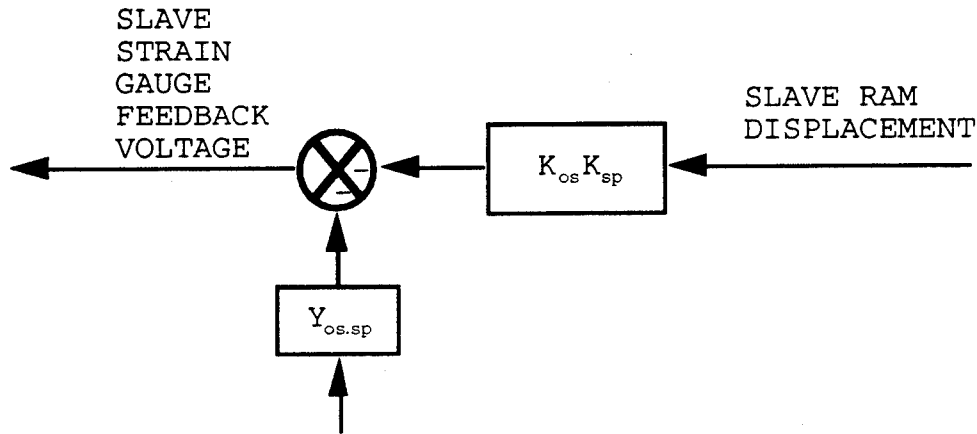 SLAVE
STRAIN
GAUGE
FEEDBACK
VOLTAGE
SLAVE RAM
DISPLACEMENT
K_os K_sp
−
−
Y_os.sp